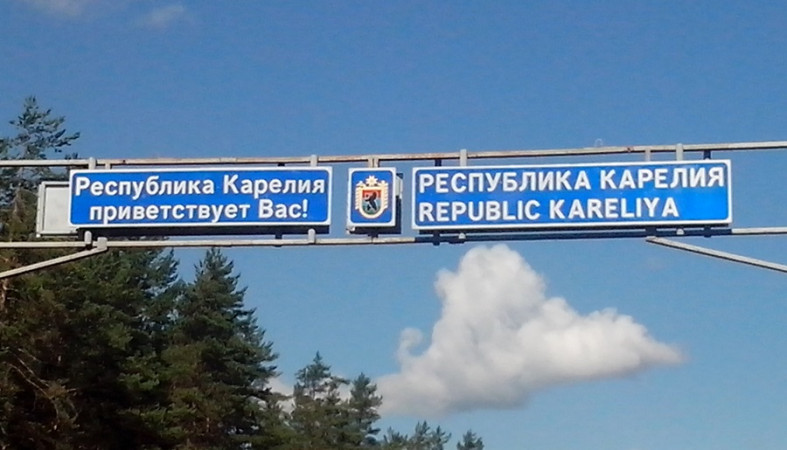 Республика Карелия
приветствует Вас!
РЕСПУБЛИКА КАРЕЛИЯ
REPUBLIC KARELIYA